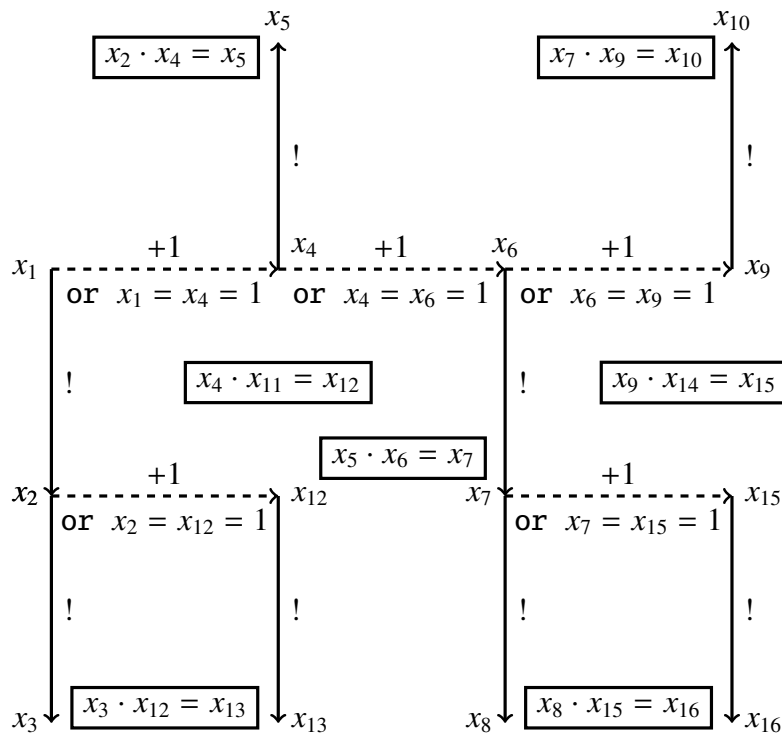 x₅ x₁₀
x₂ · x₄ = x₅ x₇ · x₉ = x₁₀
! !
x₁ +1 x₄ +1 x₆ +1 x₉
or x₁ = x₄ = 1 or x₄ = x₆ = 1 or x₆ = x₉ = 1
! x₄ · x₁₁ = x₁₂ ! x₉ · x₁₄ = x₁₅
x₅ · x₆ = x₇
x₂ +1 x₁₂ x₇ +1 x₁₅
or x₂ = x₁₂ = 1 or x₇ = x₁₅ = 1
! ! ! !
x₃ x₃ · x₁₂ = x₁₃ x₁₃ x₈ x₈ · x₁₅ = x₁₆ x₁₆